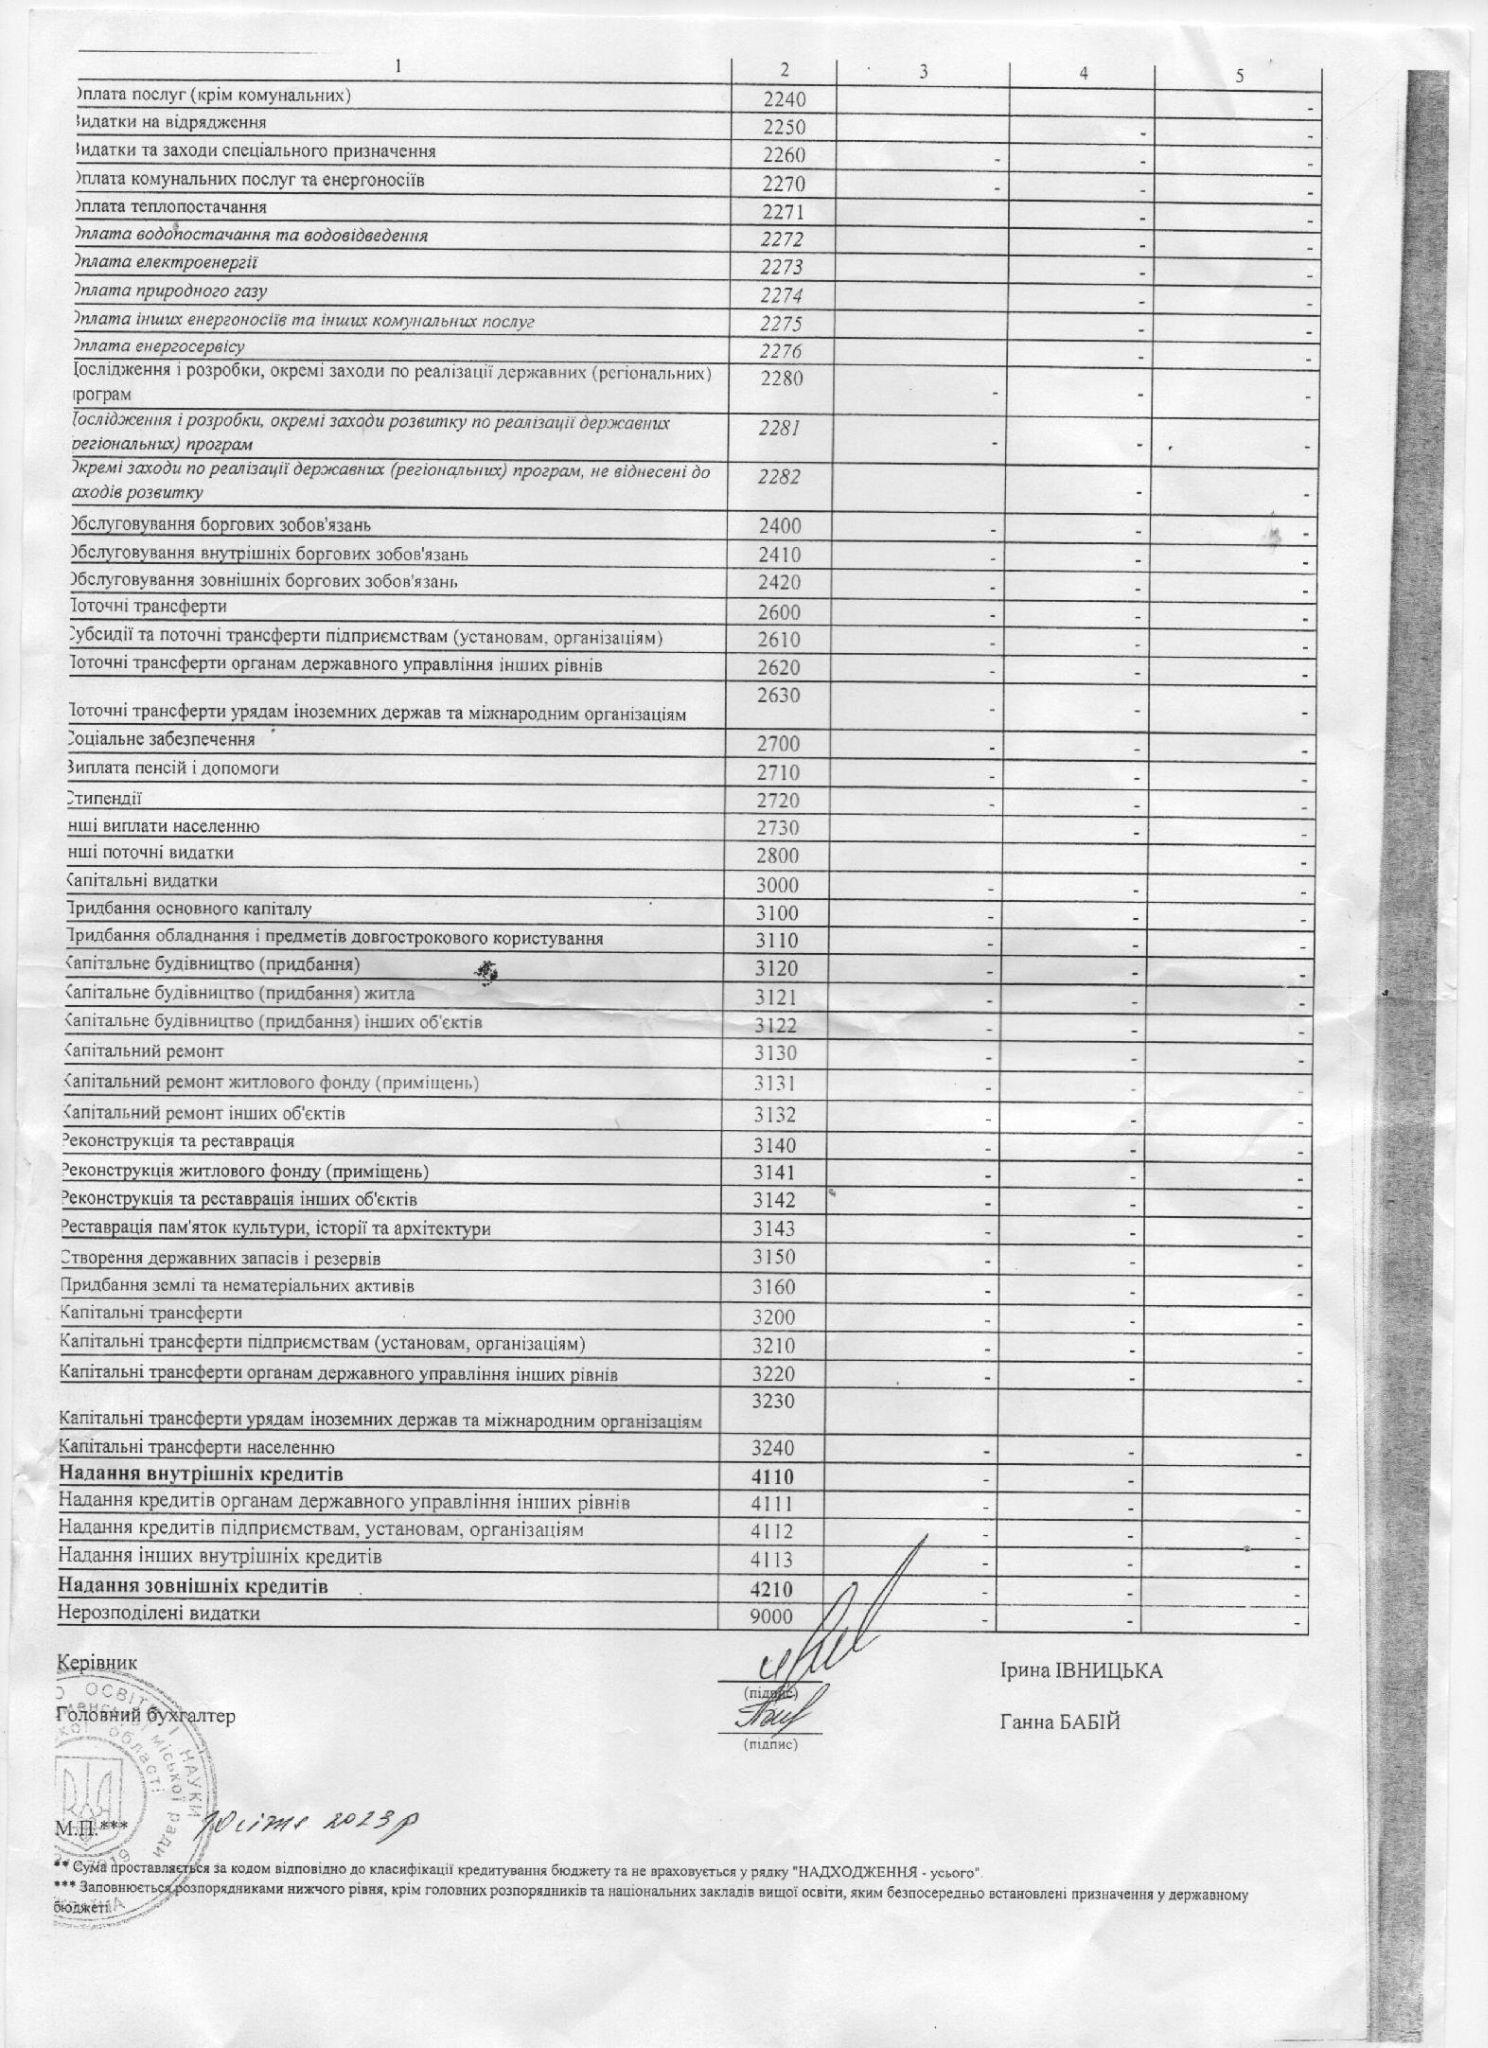 1 2 3 4 5
Оплата послуг (крім комунальних) 2240 -
Видатки на відрядження 2250 - -
Видатки та заходи спеціального призначення 2260 - - -
Оплата комунальних послуг та енергоносіїв 2270 - - -
Оплата теплопостачання 2271 - -
Оплата водопостачання та водовідведення 2272 - -
Оплата електроенергії 2273 - -
Оплата природного газу 2274 - -
Оплата інших енергоносіїв та інших комунальних послуг 2275 - -
Оплата енергосервісу 2276 - -
Дослідження і розробки, окремі заходи по реалізації державних (регіональних)
програм 2280 - - -
Дослідження і розробки, окремі заходи розвитку по реалізації державних
регіональних) програм 2281 - - -
Окремі заходи по реалізації державних (регіональних) програм, не віднесені до
заходів розвитку 2282 - -
Обслуговування боргових зобов'язань 2400 - - -
Обслуговування внутрішніх боргових зобов'язань 2410 - - -
Обслуговування зовнішніх боргових зобов'язань 2420 - - -
Поточні трансферти 2600 - - -
Субсидії та поточні трансферти підприємствам (установам, організаціям) 2610 - - -
Поточні трансферти органам державного управління інших рівнів 2620 - - -
Поточні трансферти урядам іноземних держав та міжнародним організаціям 2630 - - -
Соціальне забезпечення 2700 - - -
Виплата пенсій і допомоги 2710 - - -
Стипендії 2720 - - -
нші виплати населенню 2730 - -
нші поточні видатки 2800 - -
Капітальні видатки 3000 - - -
Придбання основного капіталу 3100 - - -
Придбання обладнання і предметів довгострокового користування 3110 - - -
Капітальне будівництво (придбання) 3120 - - -
Капітальне будівництво (придбання) житла 3121 - - -
Капітальне будівництво (придбання) інших об'єктів 3122 - - -
Капітальний ремонт 3130 - - -
Капітальний ремонт житлового фонду (приміщень) 3131 - - -
Капітальний ремонт інших об'єктів 3132 - - -
Реконструкція та реставрація 3140 - - -
Реконструкція житлового фонду (приміщень) 3141 - - -
Реконструкція та реставрація інших об'єктів 3142 - - -
Реставрація пам'яток культури, історії та архітектури 3143 - - -
Створення державних запасів і резервів 3150 - - -
Придбання землі та нематеріальних активів 3160 - - -
Капітальні трансферти 3200 - - -
Капітальні трансферти підприємствам (установам, організаціям) 3210 - - -
Капітальні трансферти органам державного управління інших рівнів 3220 - - -
Капітальні трансферти урядам іноземних держав та міжнародним організаціям 3230
Капітальні трансферти населенню 3240 - - -
Надання внутрішніх кредитів 4110 - - -
Надання кредитів органам державного управління інших рівнів 4111 - - -
Надання кредитів підприємствам, установам, організаціям 4112 - - -
Надання інших внутрішніх кредитів 4113 - - -
Надання зовнішніх кредитів 4210 - - -
Нерозподілені видатки 9000 - - -
Керівник Ірина ІВНИЦЬКА
(підпис)
Головний бухгалтер Ганна БАБІЙ
(підпис)
ОСВІТИ І НАУКИ
міської ради
області
М.П.*** 10 січня 2023 р
** Сума проставляється за кодом відповідно до класифікації кредитування бюджету та не враховується у рядку "НАДХОДЖЕННЯ - усього".
*** Заповнюється розпорядниками нижчого рівня, крім головних розпорядників та національних закладів вищої освіти, яким безпосередньо встановлені призначення у державному
бюджеті.